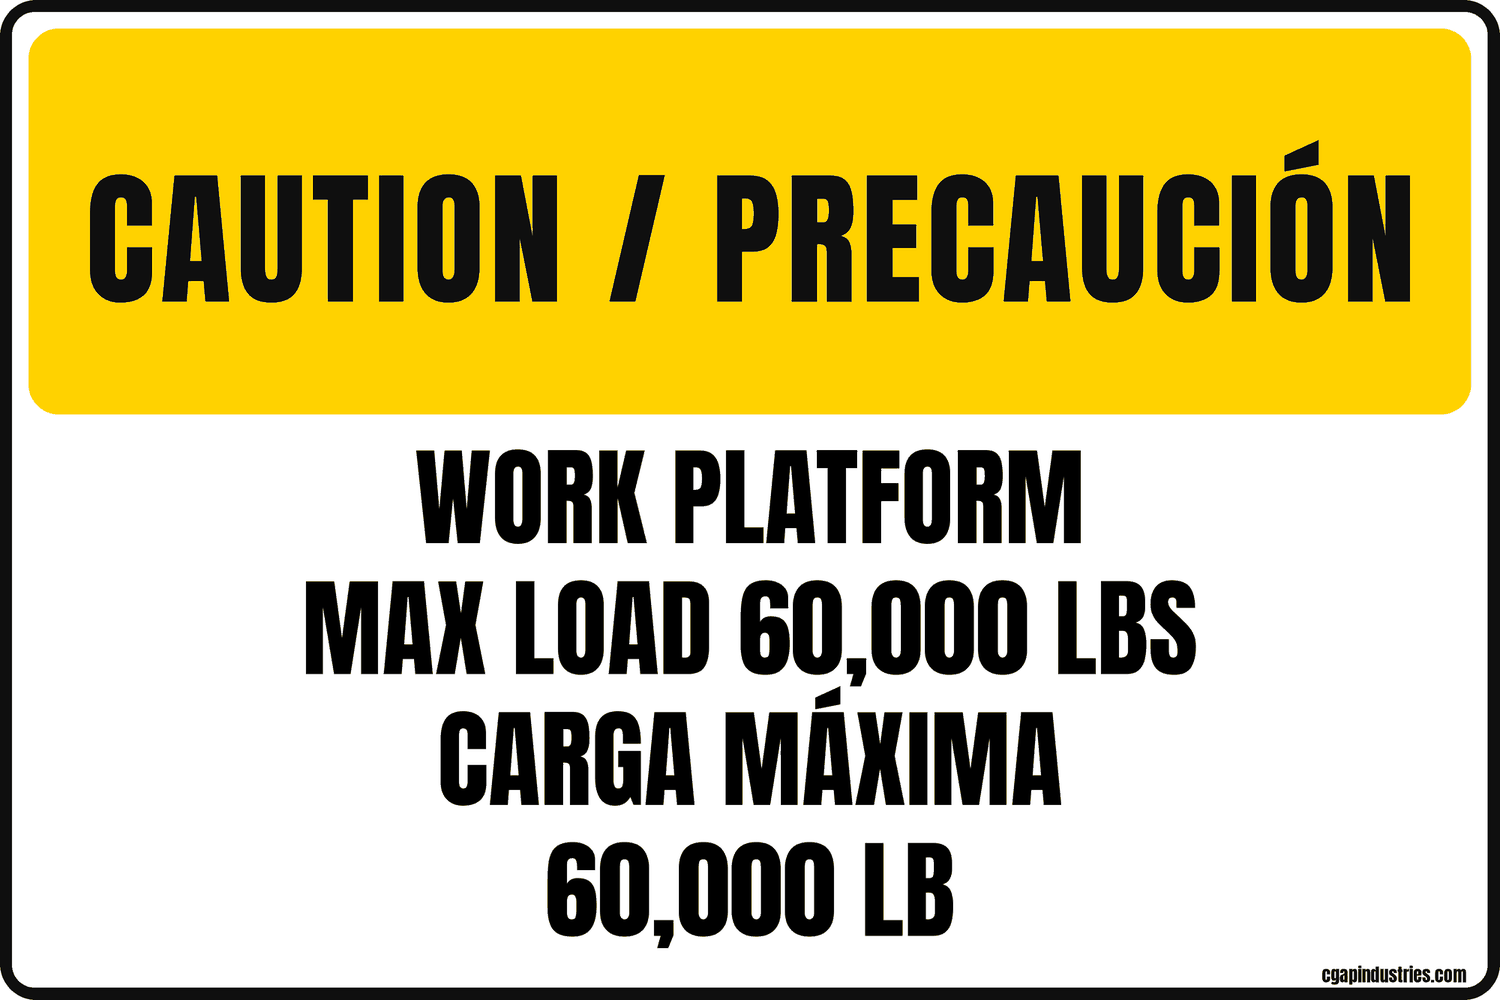 CAUTION / PRECAUCIÓN
WORK PLATFORM
MAX LOAD 60,000 LBS
CARGA MÁXIMA
60,000 LB
cgapindustries.com